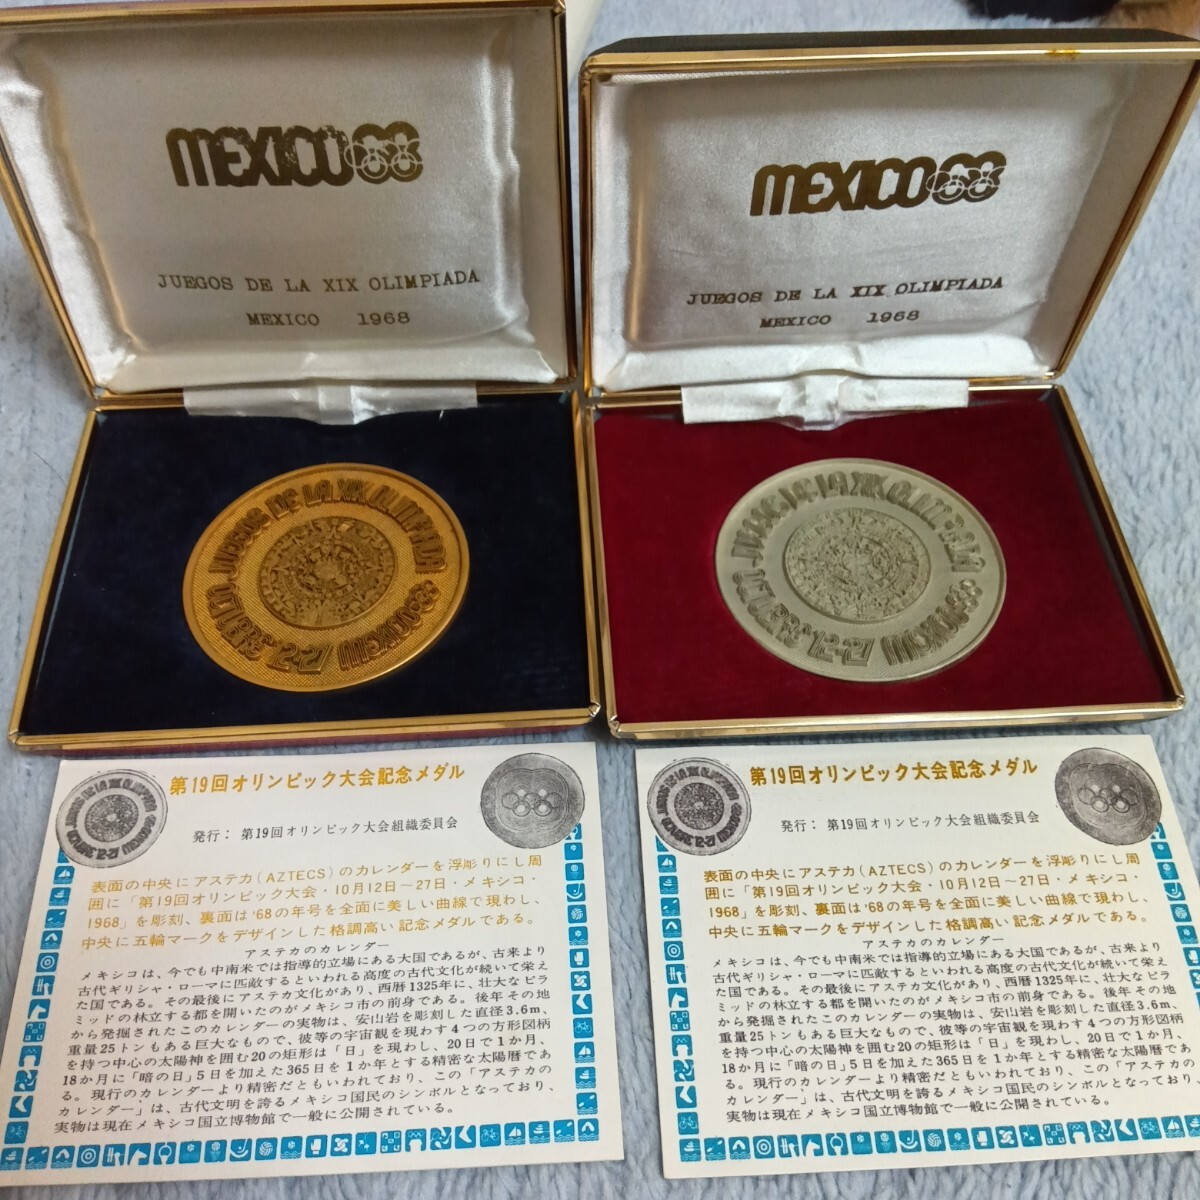 MEXICO68
JUEGOS DE LA XIX OLIMPIADA
MEXICO 1968
MEXICO68
JUEGOS DE LA XIX OLIMPIADA
MEXICO 1968
JUEGOS DE LA XIX OLIMPIADA
12-27
JUEGOS DE LA XIX OLIMPIADA
12-27
第19回オリンピック大会記念メダル
発行：第19回オリンピック大会組織委員会
表面の中央にアステカ(AZTECS)のカレンダーを浮彫りにし周
囲に「第19回オリンピック大会・10月12日〜27日・メキシコ・
1968」を彫刻、裏面は'68の年号を全面に美しい曲線で現わし、
中央に五輪マークをデザインした格調高い記念メダルである。
アステカのカレンダー
メキシコは、今でも中南米では指導的立場にある大国であるが、古来より
古代ギリシャ・ローマに匹敵するといわれる高度の古代文化が続いて栄え
た国である。その最後にアステカ文化があり、西暦1325年に、壮大なピラ
ミッドの林立する都を開いたのがメキシコ市の前身である。後年その地
から発掘されたこのカレンダーの実物は、安山岩を彫刻した直径3.6m、
重量25トンもある巨大なもので、彼等の宇宙観を現わす4つの方形図柄
を持つ中心の太陽神を囲む20の矩形は「日」を現わし、20日で1か月、
18か月に「暗の日」5日を加えた365日を1か年とする精密な太陽暦であ
る。現行のカレンダーより精密だともいわれており、この「アステカの
カレンダー」は、古代文明を誇るメキシコ国民のシンボルとなっており、
実物は現在メキシコ国立博物館で一般に公開されている。
第19回オリンピック大会記念メダル
発行：第19回オリンピック大会組織委員会
表面の中央にアステカ(AZTECS)のカレンダーを浮彫りにし周
囲に「第19回オリンピック大会・10月12日〜27日・メキシコ・
1968」を彫刻、裏面は'68の年号を全面に美しい曲線で現わし、
中央に五輪マークをデザインした格調高い記念メダルである。
アステカのカレンダー
メキシコは、今でも中南米では指導的立場にある大国であるが、古来より
古代ギリシャ・ローマに匹敵するといわれる高度の古代文化が続いて栄え
た国である。その最後にアステカ文化があり、西暦1325年に、壮大なピラ
ミッドの林立する都を開いたのがメキシコ市の前身である。後年その地
から発掘されたこのカレンダーの実物は、安山岩を彫刻した直径3.6m、
重量25トンもある巨大なもので、彼等の宇宙観を現わす4つの方形図柄
を持つ中心の太陽神を囲む20の矩形は「日」を現わし、20日で1か月、
18か月に「暗の日」5日を加えた365日を1か年とする精密な太陽暦であ
る。現行のカレンダーより精密だともいわれており、この「アステカの
カレンダー」は、古代文明を誇るメキシコ国民のシンボルとなっており、
実物は現在メキシコ国立博物館で一般に公開されている。